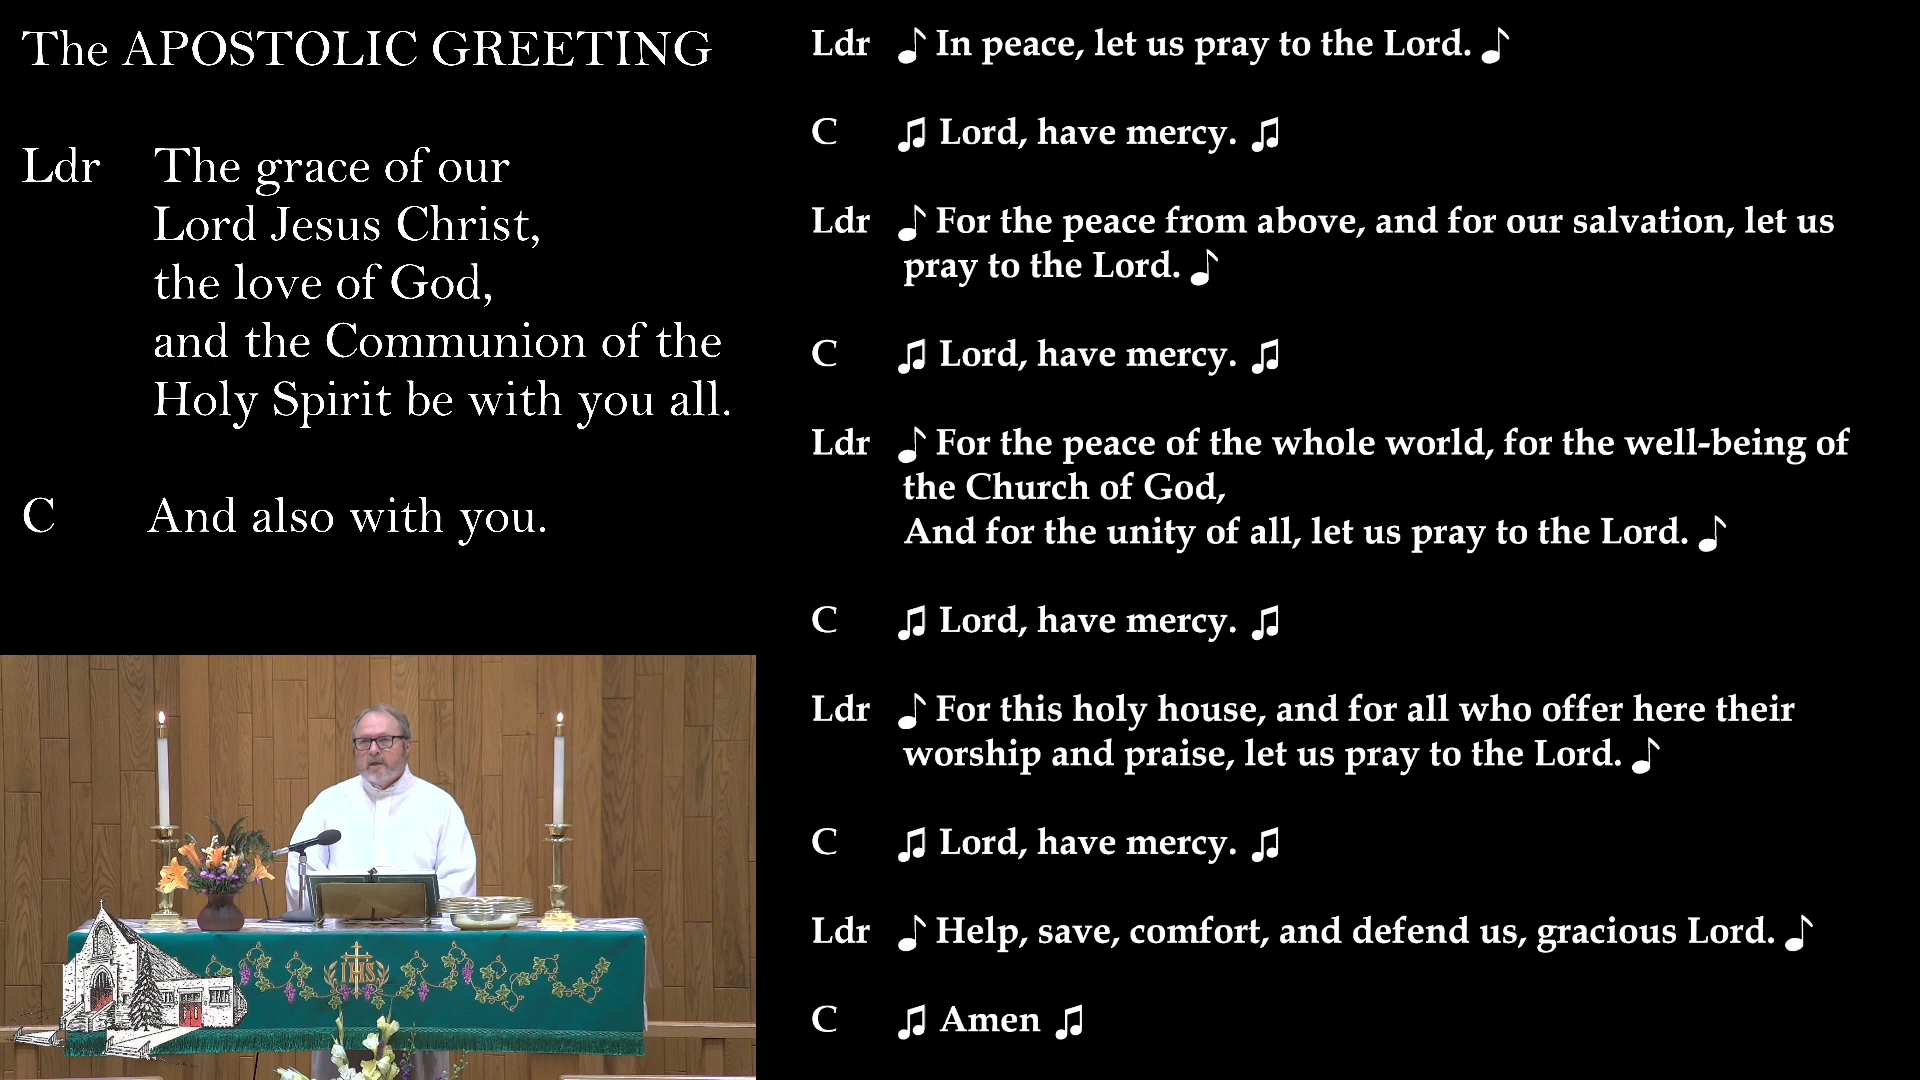 The APOSTOLIC GREETING
Ldr The grace of our
Lord Jesus Christ,
the love of God,
and the Communion of the
Holy Spirit be with you all.
C And also with you.
IHS
Ldr ♪ In peace, let us pray to the Lord. ♪
C ♫ Lord, have mercy. ♫
Ldr ♪ For the peace from above, and for our salvation, let us
pray to the Lord. ♪
C ♫ Lord, have mercy. ♫
Ldr ♪ For the peace of the whole world, for the well-being of
the Church of God,
And for the unity of all, let us pray to the Lord. ♪
C ♫ Lord, have mercy. ♫
Ldr ♪ For this holy house, and for all who offer here their
worship and praise, let us pray to the Lord. ♪
C ♫ Lord, have mercy. ♫
Ldr ♪ Help, save, comfort, and defend us, gracious Lord. ♪
C ♫ Amen ♫